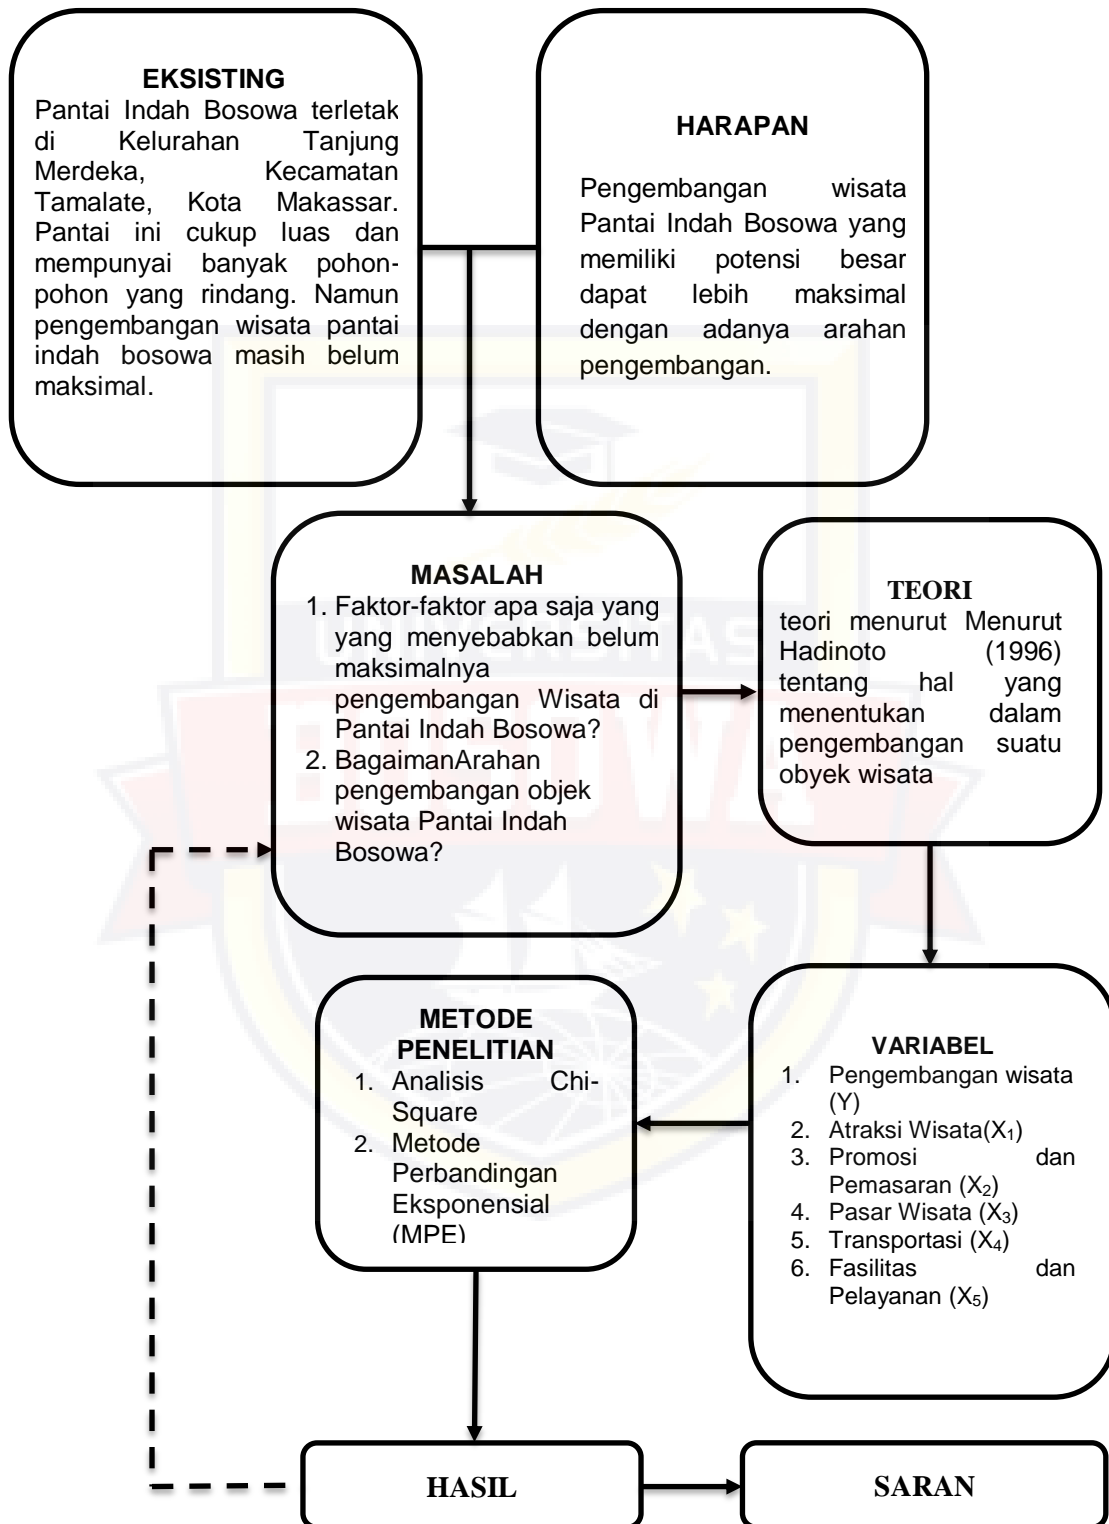 EKSISTING
Pantai Indah Bosowa terletak
di Kelurahan Tanjung
Merdeka, Kecamatan
Tamalate, Kota Makassar.
Pantai ini cukup luas dan
mempunyai banyak pohon-
pohon yang rindang. Namun
pengembangan wisata pantai
indah bosowa masih belum
maksimal.
HARAPAN
Pengembangan wisata
Pantai Indah Bosowa yang
memiliki potensi besar
dapat lebih maksimal
dengan adanya arahan
pengembangan.
MASALAH
1. Faktor-faktor apa saja yang
yang menyebabkan belum
maksimalnya
pengembangan Wisata di
Pantai Indah Bosowa?
2. BagaimanArahan
pengembangan objek
wisata Pantai Indah
Bosowa?
TEORI
teori menurut Menurut
Hadinoto (1996)
tentang hal yang
menentukan dalam
pengembangan suatu
obyek wisata
UNIVERSITAS
BOSOWA
METODE
PENELITIAN
1. Analisis Chi-
Square
2. Metode
Perbandingan
Eksponensial
(MPE)
VARIABEL
1. Pengembangan wisata
(Y)
2. Atraksi Wisata(X₁)
3. Promosi dan
Pemasaran (X₂)
4. Pasar Wisata (X₃)
5. Transportasi (X₄)
6. Fasilitas dan
Pelayanan (X₅)
HASIL
SARAN